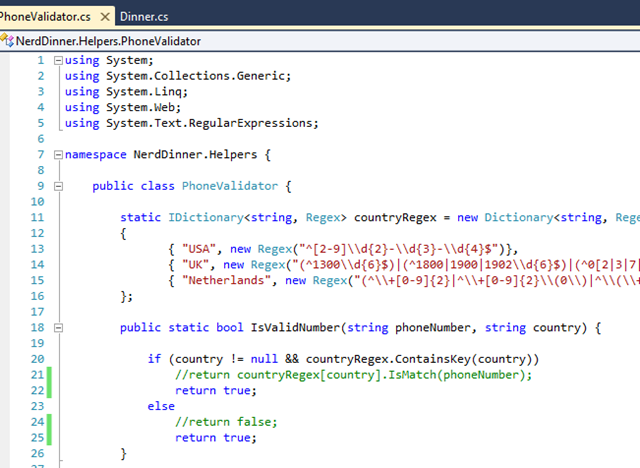 PhoneValidator.cs Dinner.cs
NerdDinner.Helpers.PhoneValidator
1 using System;
2 using System.Collections.Generic;
3 using System.Linq;
4 using System.Web;
5 using System.Text.RegularExpressions;
6
7 namespace NerdDinner.Helpers {
8
9 public class PhoneValidator {
10
11 static IDictionary<string, Regex> countryRegex = new Dictionary<string, Rege
12 {
13 { "USA", new Regex("^[2-9]\\d{2}-\\d{3}-\\d{4}$")},
14 { "UK", new Regex("(^1300\\d{6}$)|(^1800|1900|1902\\d{6}$)|(^0[2|3|7|
15 { "Netherlands", new Regex("(^\\+[0-9]{2}|^\\+[0-9]{2}\\(0\\)|^\\(\\+
16 };
17
18 public static bool IsValidNumber(string phoneNumber, string country) {
19
20 if (country != null && countryRegex.ContainsKey(country))
21 //return countryRegex[country].IsMatch(phoneNumber);
22 return true;
23 else
24 //return false;
25 return true;
26 }